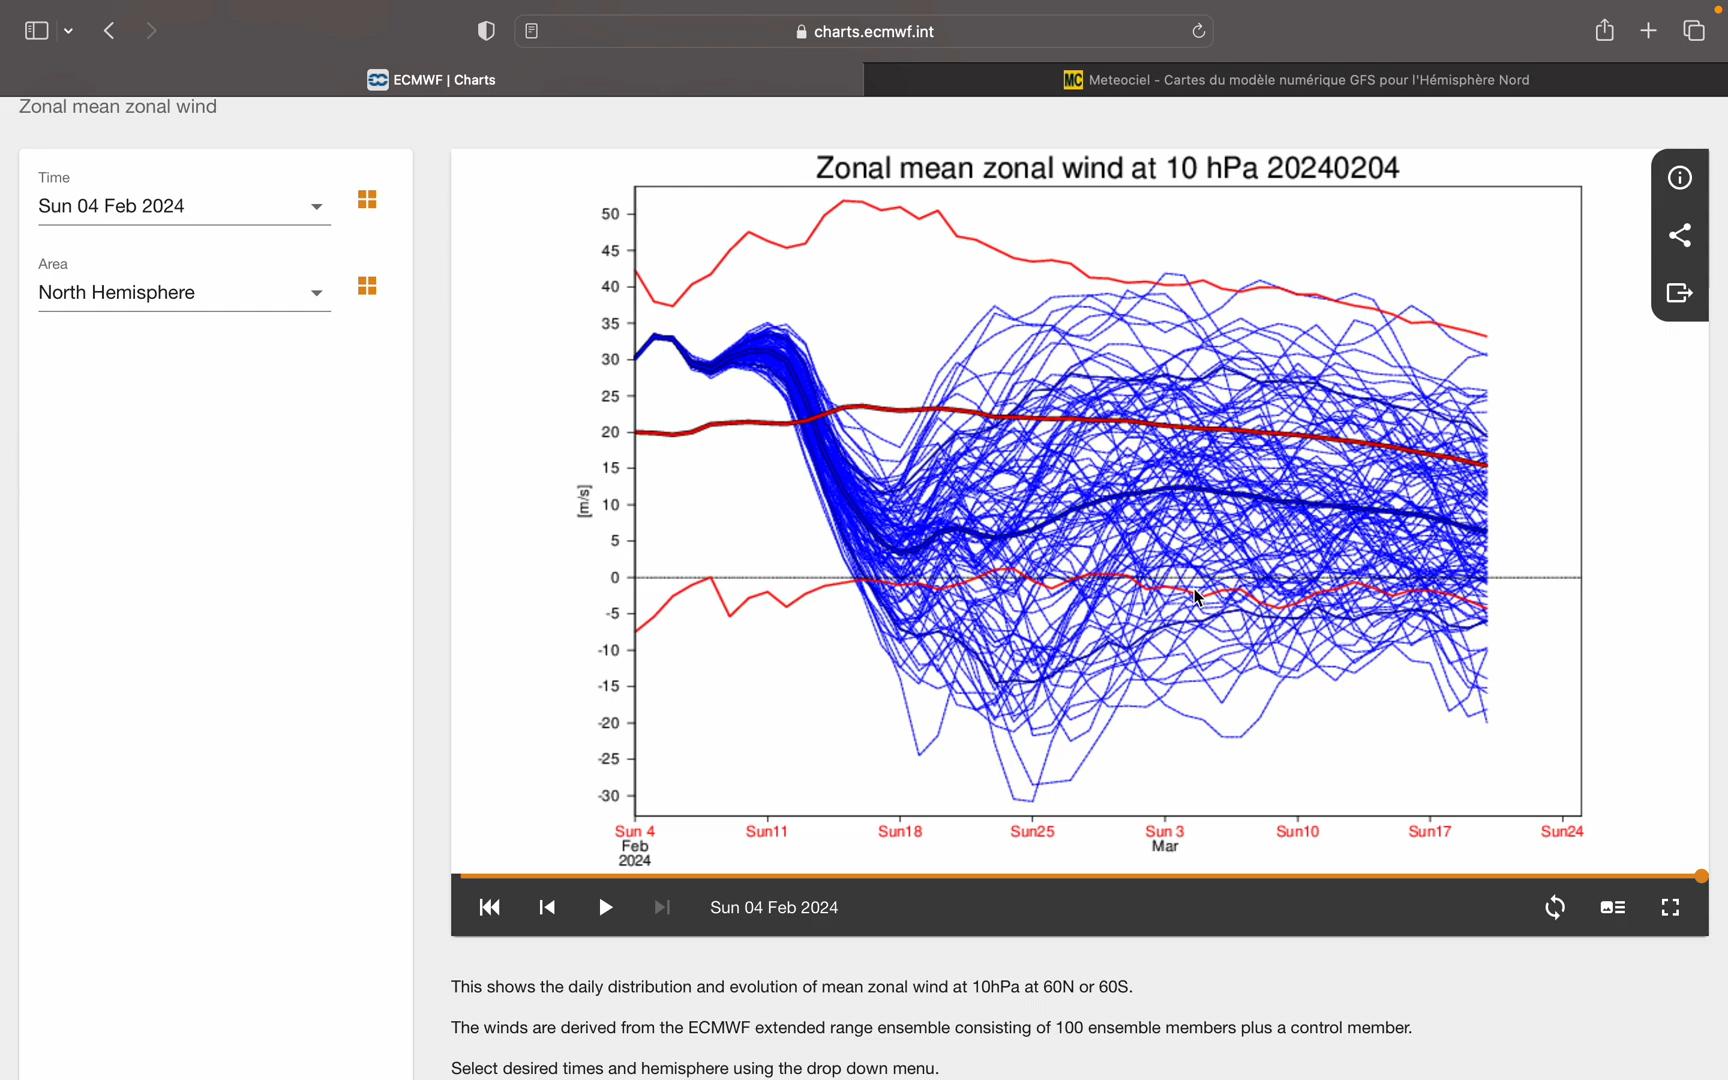 charts.ecmwf.int
ECMWF | Charts
MC Meteociel - Cartes du modèle numérique GFS pour l'Hémisphère Nord
Zonal mean zonal wind
Time
Sun 04 Feb 2024
Area
North Hemisphere
Zonal mean zonal wind at 10 hPa 20240204
50
45
40
35
30
25
20
15
10
5
0
-5
-10
-15
-20
-25
-30
[m/s]
Sun 4 Sun11 Sun18 Sun25 Sun 3 Sun10 Sun17 Sun24
Feb Mar
2024
Sun 04 Feb 2024
This shows the daily distribution and evolution of mean zonal wind at 10hPa at 60N or 60S.
The winds are derived from the ECMWF extended range ensemble consisting of 100 ensemble members plus a control member.
Select desired times and hemisphere using the drop down menu.